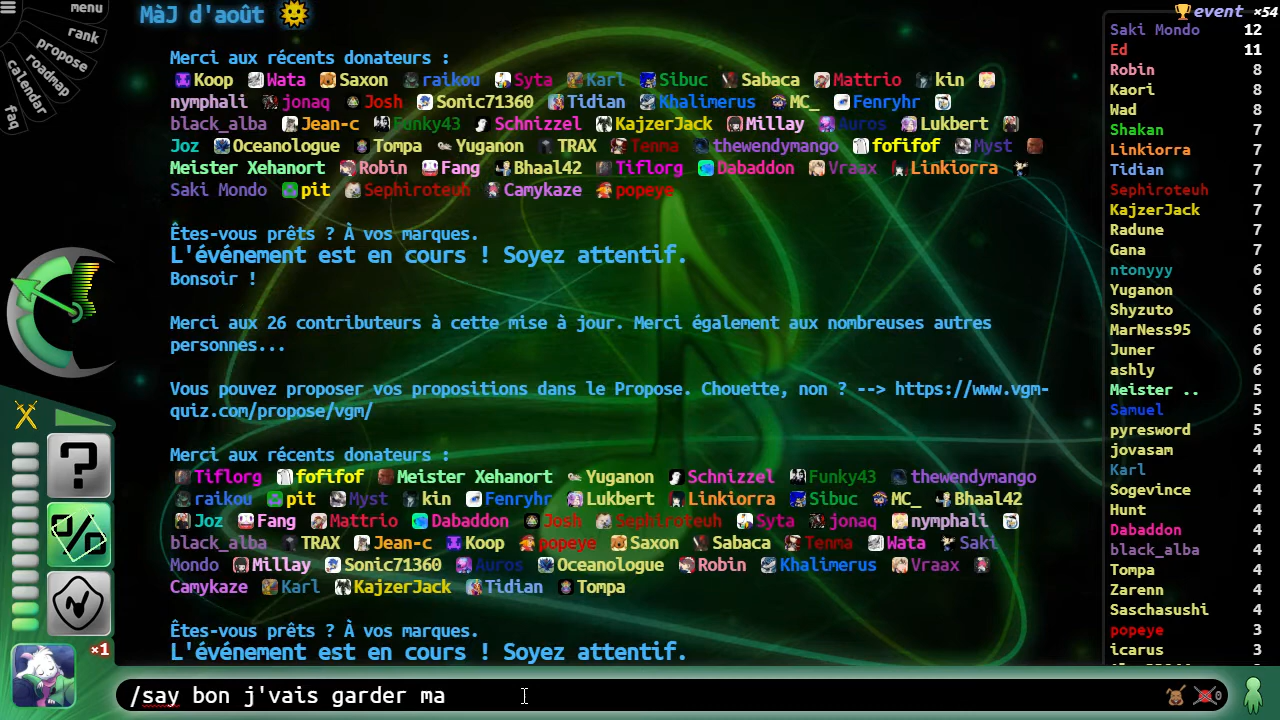 menu
rank
propose
roadmap
calendar
faq
MàJ d'août
Merci aux récents donateurs :
Koop Wata Saxon raikou Syta Karl Sibuc Sabaca Mattrio kin
nymphali jonaq Josh Sonic71360 Tidian Khalimerus MC_ Fenryhr
black_alba Jean-c Funky43 Schnizzel KajzerJack Millay Auros Lukbert
Joz Oceanologue Tompa Yuganon TRAX Tenma thewendymango fofifof Myst
Meister Xehanort Robin Fang Bhaal42 Tiflorg Dabaddon Vraax Linkiorra
Saki Mondo pit Sephiroteuh Camykaze popeye
Êtes-vous prêts ? À vos marques.
L'événement est en cours ! Soyez attentif.
Bonsoir !
Merci aux 26 contributeurs à cette mise à jour. Merci également aux nombreuses autres
personnes...
Vous pouvez proposer vos propositions dans le Propose. Chouette, non ? --> https://www.vgm-
quiz.com/propose/vgm/
Merci aux récents donateurs :
Tiflorg fofifof Meister Xehanort Yuganon Schnizzel Funky43 thewendymango
raikou pit Myst kin Fenryhr Lukbert Linkiorra Sibuc MC_ Bhaal42
Joz Fang Mattrio Dabaddon Josh Sephiroteuh Syta jonaq nymphali
black_alba TRAX Jean-c Koop popeye Saxon Sabaca Tenma Wata Saki
Mondo Millay Sonic71360 Auros Oceanologue Robin Khalimerus Vraax
Camykaze Karl KajzerJack Tidian Tompa
Êtes-vous prêts ? À vos marques.
L'événement est en cours ! Soyez attentif.
×1
/say bon j'vais garder ma
0
event ×54
Saki Mondo 12
Ed 11
Robin 8
Kaori 8
Wad 8
Shakan 7
Linkiorra 7
Tidian 7
Sephiroteuh 7
KajzerJack 7
Radune 7
Gana 7
ntonyyy 6
Yuganon 6
Shyzuto 6
MarNess95 6
Juner 6
ashly 6
Meister .. 5
Samuel 5
pyresword 5
jovasam 4
Karl 4
Sogevince 4
Hunt 4
Dabaddon 4
black_alba 4
Tompa 4
Zarenn 4
Saschasushi 4
popeye 3
icarus 3